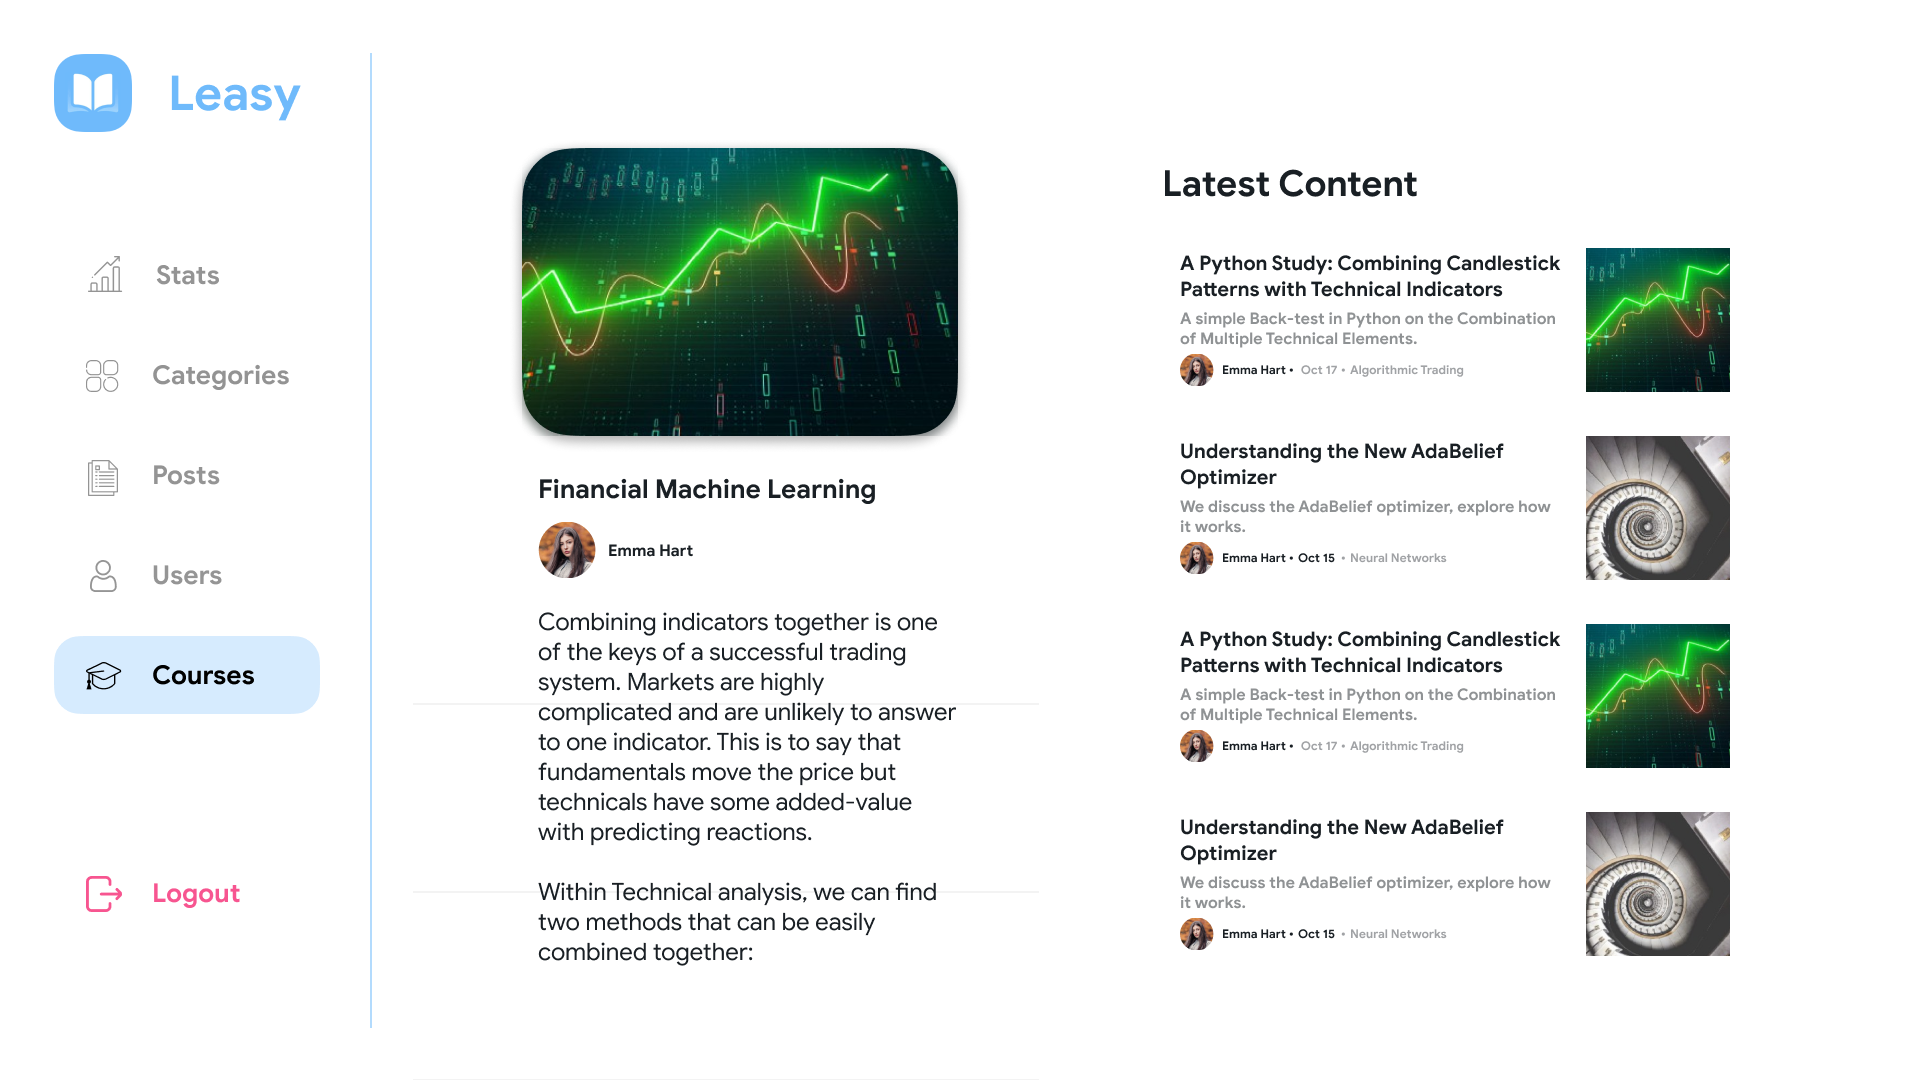 Leasy
Stats
Categories
Posts
Users
Courses
Logout
Financial Machine Learning
Emma Hart
Combining indicators together is one
of the keys of a successful trading
system. Markets are highly
complicated and are unlikely to answer
to one indicator. This is to say that
fundamentals move the price but
technicals have some added-value
with predicting reactions.
Within Technical analysis, we can find
two methods that can be easily
combined together:
Latest Content
A Python Study: Combining Candlestick
Patterns with Technical Indicators
A simple Back-test in Python on the Combination
of Multiple Technical Elements.
Emma Hart • Oct 17 • Algorithmic Trading
Understanding the New AdaBelief
Optimizer
We discuss the AdaBelief optimizer, explore how
it works.
Emma Hart • Oct 15 • Neural Networks
A Python Study: Combining Candlestick
Patterns with Technical Indicators
A simple Back-test in Python on the Combination
of Multiple Technical Elements.
Emma Hart • Oct 17 • Algorithmic Trading
Understanding the New AdaBelief
Optimizer
We discuss the AdaBelief optimizer, explore how
it works.
Emma Hart • Oct 15 • Neural Networks